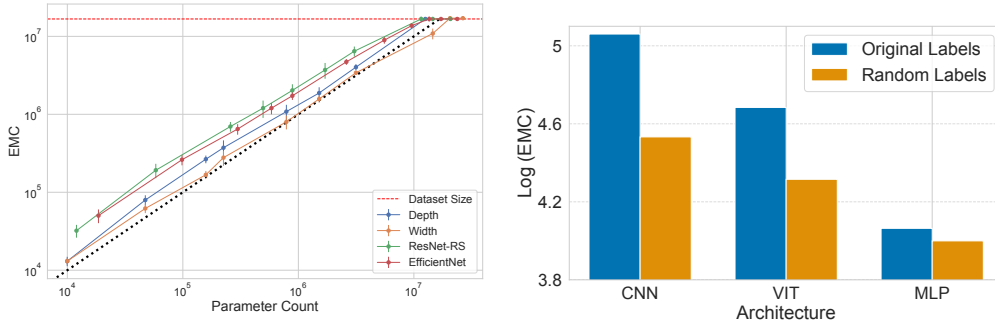 EMC
10^7
10^6
10^5
10^4
Dataset Size
Depth
Width
ResNet-RS
EfficientNet
10^4 10^5 10^6 10^7
Parameter Count
Log (EMC)
5
4.6
4.2
3.8
Original Labels
Random Labels
CNN VIT MLP
Architecture